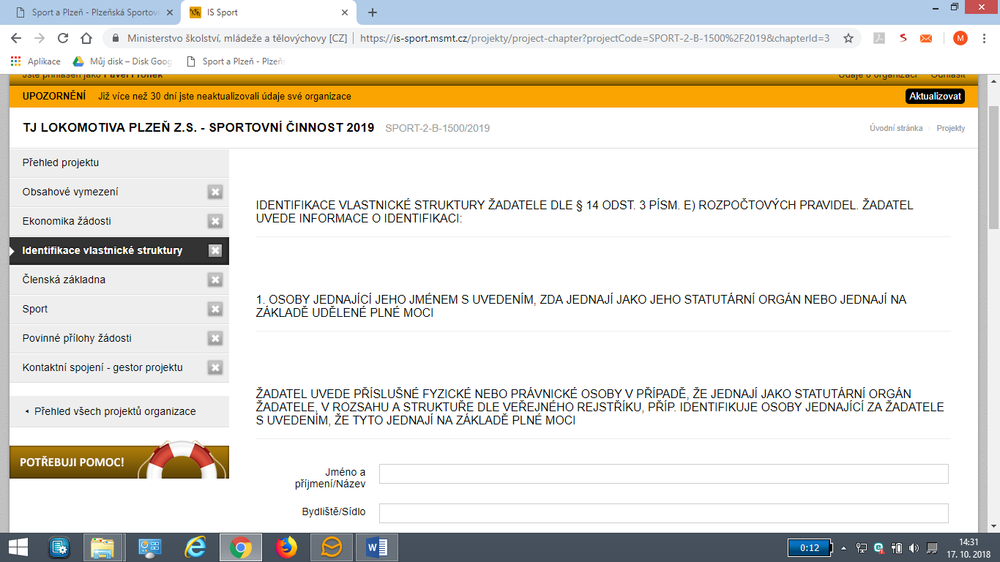 Sport a Plzeň - Plzeňská Sportovn
IS Sport
Ministerstvo školství, mládeže a tělovýchovy [CZ]
https://is-sport.msmt.cz/projekty/project-chapter?projectCode=SPORT-2-B-1500%2F2019&chapterId=3
M
Aplikace
Můj disk – Disk Goog
Sport a Plzeň - Plzeň
Jste přihlášen jako Pavel Froněk
Údaje o organizaci Odhlásit
UPOZORNĚNÍ Již více než 30 dní jste neaktualizovali údaje své organizace
Aktualizovat
TJ LOKOMOTIVA PLZEŇ Z.S. - SPORTOVNÍ ČINNOST 2019 SPORT-2-B-1500/2019
Úvodní stránka Projekty
Přehled projektu
Obsahové vymezení
Ekonomika žádosti
Identifikace vlastnické struktury
Členská základna
Sport
Povinné přílohy žádosti
Kontaktní spojení - gestor projektu
Přehled všech projektů organizace
POTŘEBUJI POMOC!
IDENTIFIKACE VLASTNICKÉ STRUKTURY ŽADATELE DLE § 14 ODST. 3 PÍSM. E) ROZPOČTOVÝCH PRAVIDEL. ŽADATEL
UVEDE INFORMACE O IDENTIFIKACI:
1. OSOBY JEDNAJÍCÍ JEHO JMÉNEM S UVEDENÍM, ZDA JEDNAJÍ JAKO JEHO STATUTÁRNÍ ORGÁN NEBO JEDNAJÍ NA
ZÁKLADĚ UDĚLENÉ PLNÉ MOCI
ŽADATEL UVEDE PŘÍSLUŠNÉ FYZICKÉ NEBO PRÁVNICKÉ OSOBY V PŘÍPADĚ, ŽE JEDNAJÍ JAKO STATUTÁRNÍ ORGÁN
ŽADATELE, V ROZSAHU A STRUKTUŘE DLE VEŘEJNÉHO REJSTŘÍKU, PŘÍP. IDENTIFIKUJE OSOBY JEDNAJÍCÍ ZA ŽADATELE
S UVEDENÍM, ŽE TYTO JEDNAJÍ NA ZÁKLADĚ PLNÉ MOCI
Jméno a
příjmení/Název
Bydliště/Sídlo
0:12
14:31
17. 10. 2018